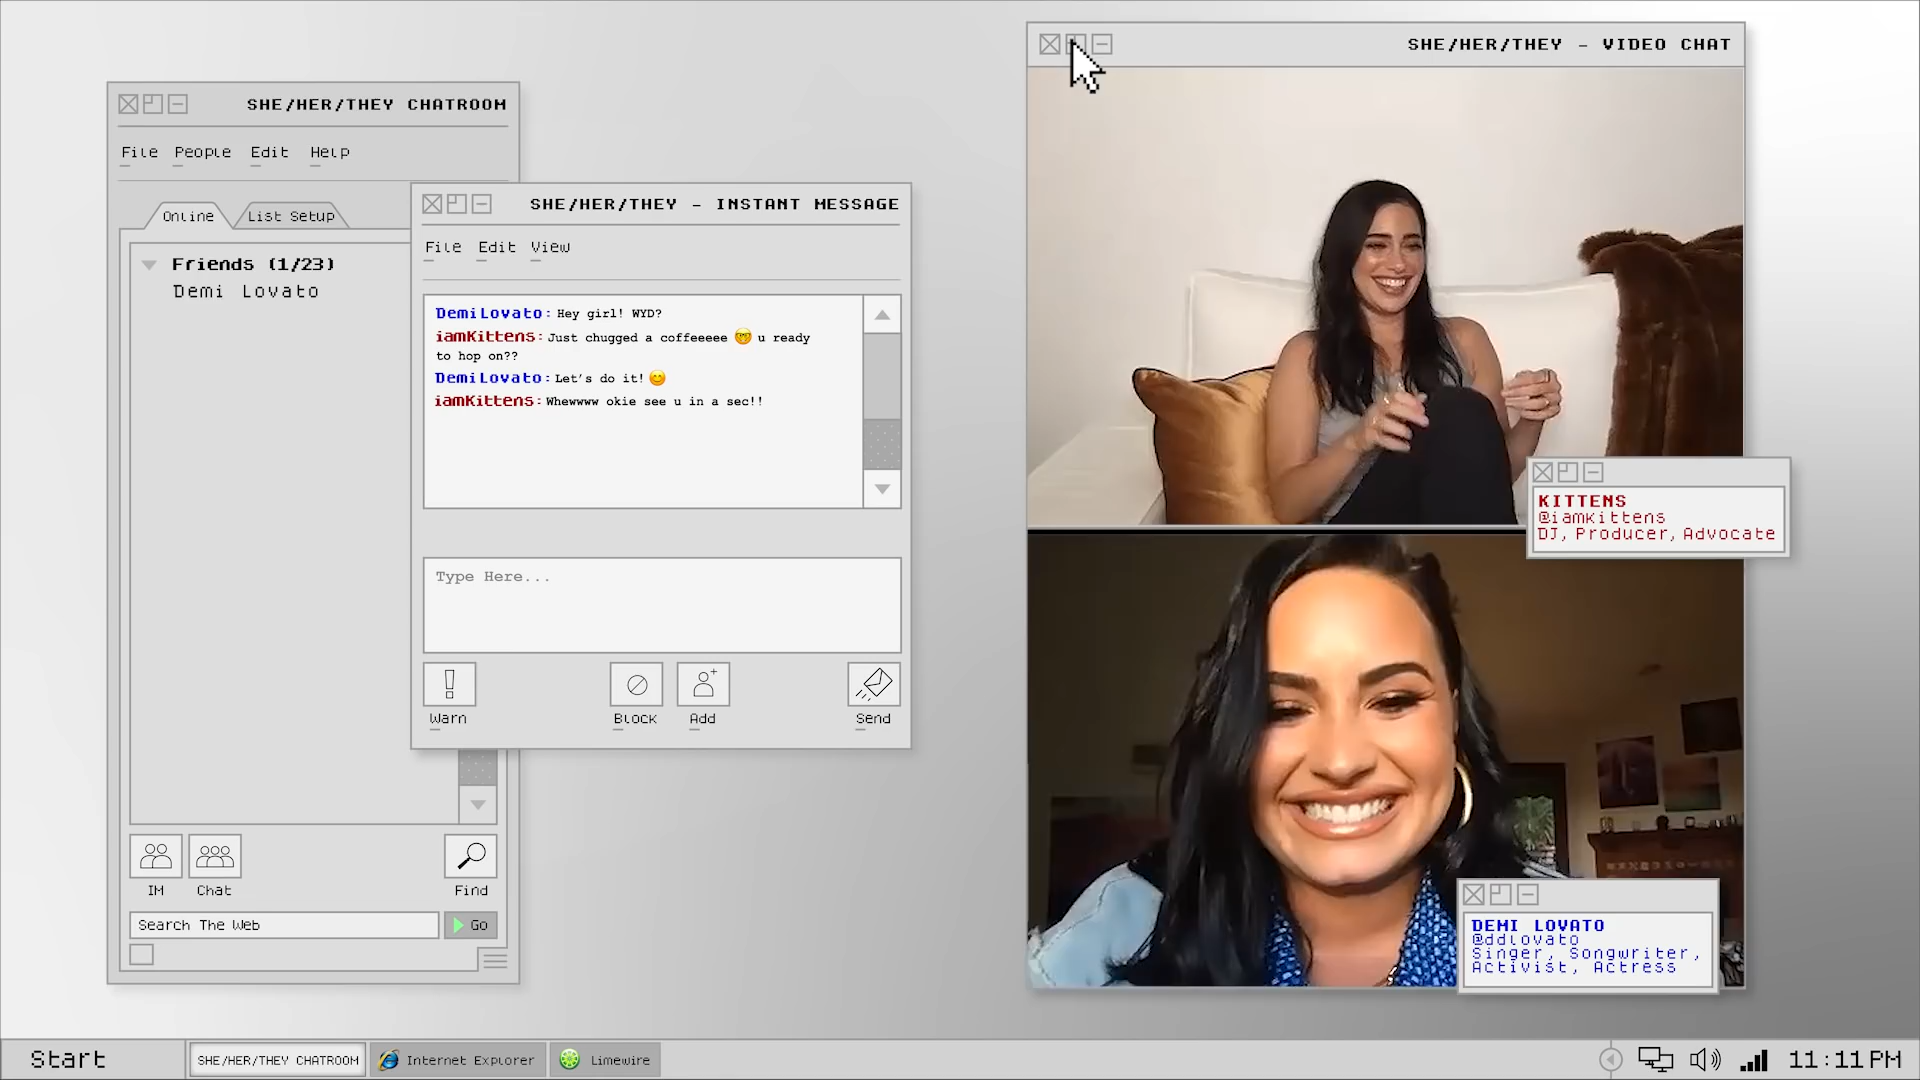 SHE/HER/THEY CHATROOM
File People Edit Help
Online List Setup
Friends (1/23)
Demi Lovato
IM Chat Find
Search The Web Go
SHE/HER/THEY - INSTANT MESSAGE
File Edit View
DemiLovato: Hey girl! WYD?
iamKittens: Just chugged a coffeeeee 🤓 u ready
to hop on??
DemiLovato: Let's do it! 😊
iamKittens: Whewwww okie see u in a sec!!
Type Here...
Warn Block Add Send
SHE/HER/THEY - VIDEO CHAT
KITTENS
@iamkittens
DJ, Producer, Advocate
DEMI LOVATO
@ddlovato
Singer, Songwriter,
Activist, Actress
Start SHE/HER/THEY CHATROOM Internet Explorer Limewire 11:11 PM